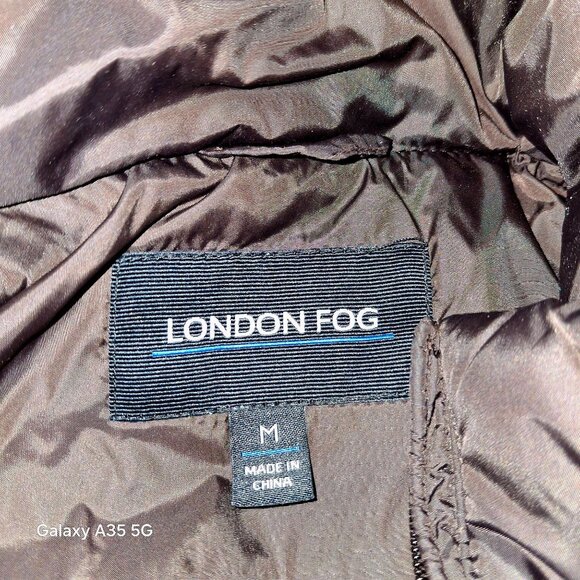 LONDON FOG
M
MADE IN
CHINA
Galaxy A35 5G